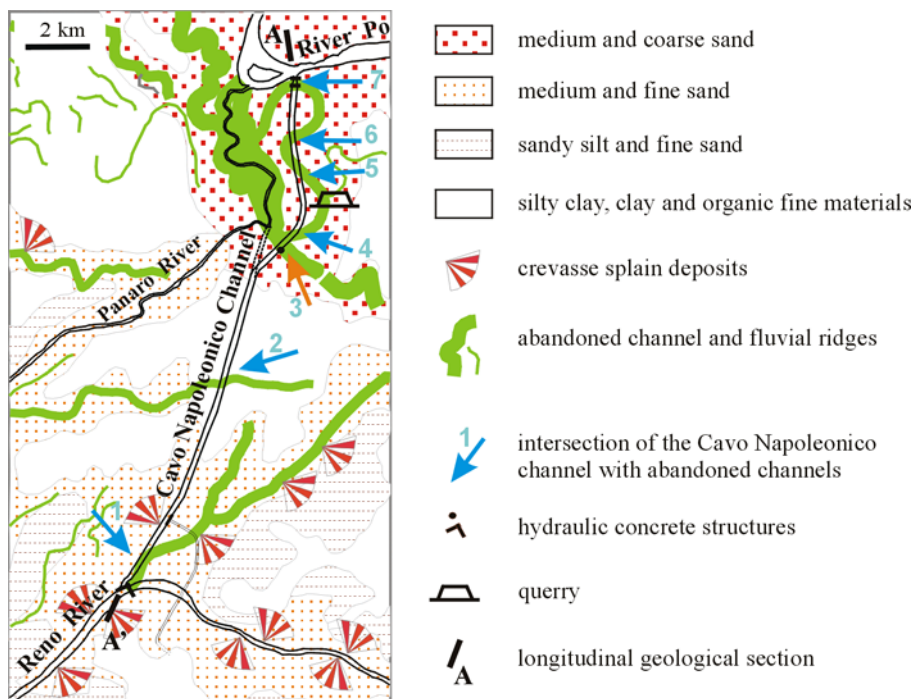 2 km
A
River Po
7
6
5
4
3
Panaro River
Cavo Napoleonico Channel
2
1
Reno River
A'
medium and coarse sand
medium and fine sand
sandy silt and fine sand
silty clay, clay and organic fine materials
crevasse splain deposits
abandoned channel and fluvial ridges
1
intersection of the Cavo Napoleonico
channel with abandoned channels
hydraulic concrete structures
querry
longitudinal geological section
A